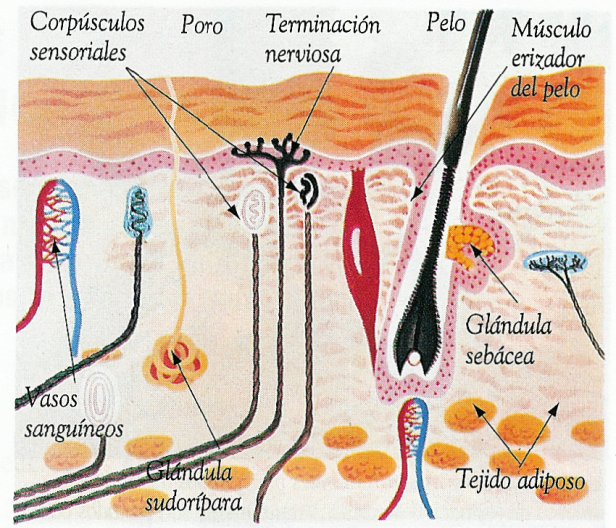 Corpúsculos
sensoriales
Poro
Terminación
nerviosa
Pelo
Músculo
erizador
del pelo
Glándula
sebácea
Vasos
sanguíneos
Glándula
sudorípara
Tejido adiposo